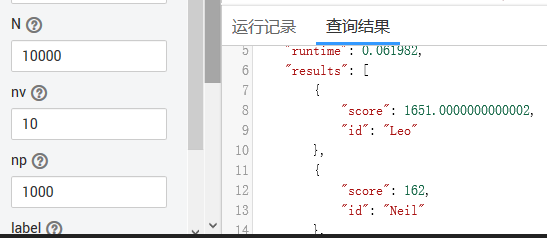 N
10000
nv
10
np
1000
label
运行记录 查询结果
5 "runtime": 0.061982,
6 "results": [
7 {
8 "score": 1651.0000000000002,
9 "id": "Leo"
10 },
11 {
12 "score": 162,
13 "id": "Neil"
14 },